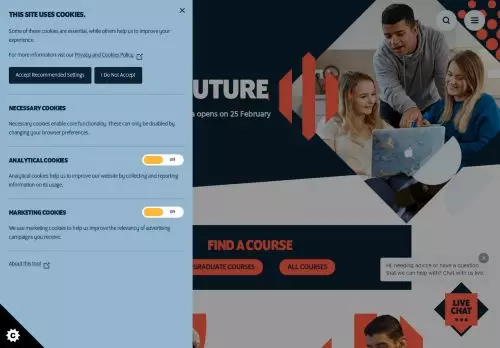 THIS SITE USES COOKIES.
Some of these cookies are essential, while others help us to improve your
experience.
For more information visit our Privacy and Cookies Policy
Accept Recommended Settings
I Do Not Accept
NECESSARY COOKIES
Necessary cookies enable core functionality. These can only be disabled by
changing your browser preferences.
ANALYTICAL COOKIES
Off
Analytical cookies help us to improve our website by collecting and reporting
information on its usage.
MARKETING COOKIES
Off
We use marketing cookies to help us improve the relevancy of advertising
campaigns you receive.
About this tool
UTURE
opens on 25 February
FIND A COURSE
GRADUATE COURSES
ALL COURSES
Hi, needing advice or have a question
that we can help with? Chat with us live.
LIVE
CHAT